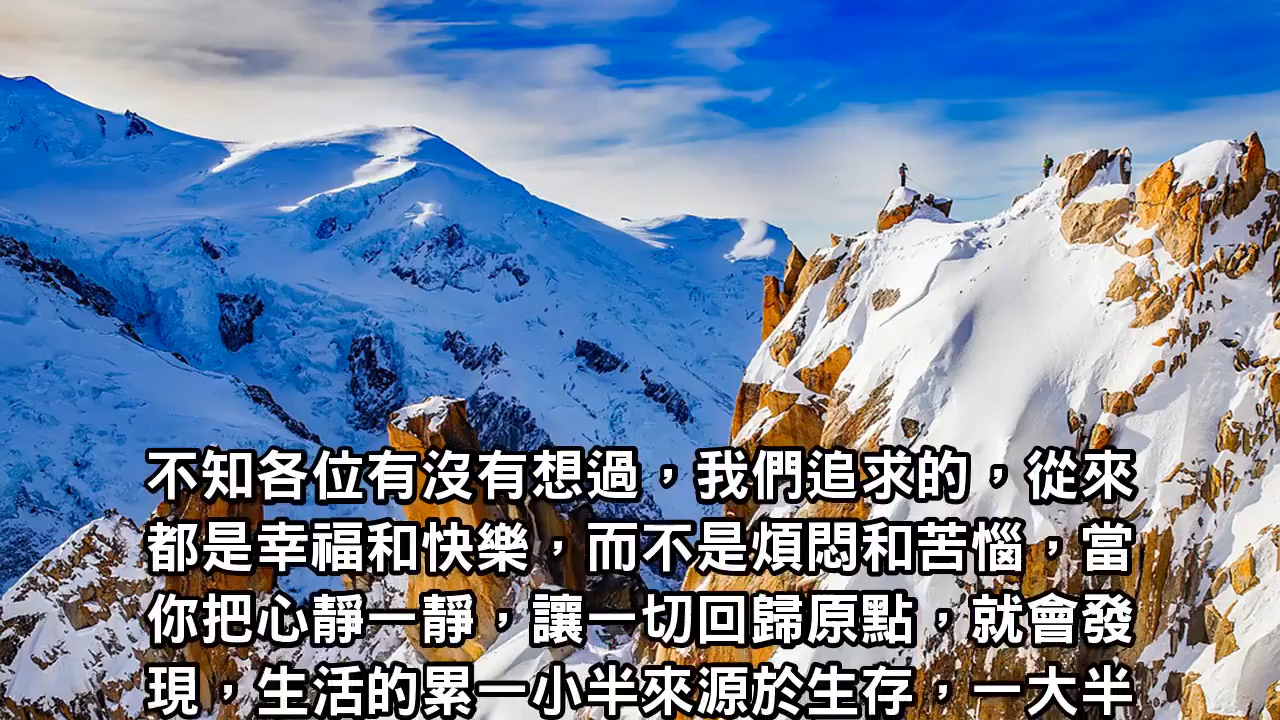 不知各位有沒有想過，我們追求的，從來
都是幸福和快樂，而不是煩悶和苦惱，當
你把心靜一靜，讓一切回歸原點，就會發
現，生活的累一小半來源於生存，一大半